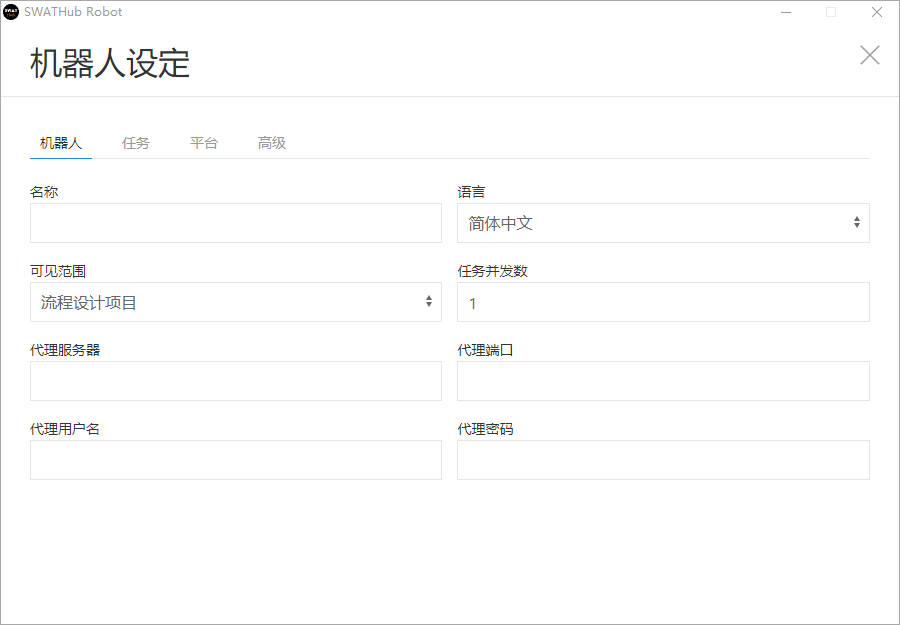 SWATHub Robot
机器人设定
机器人 任务 平台 高级
名称 语言
简体中文
可见范围 任务并发数
流程设计项目 1
代理服务器 代理端口
代理用户名 代理密码